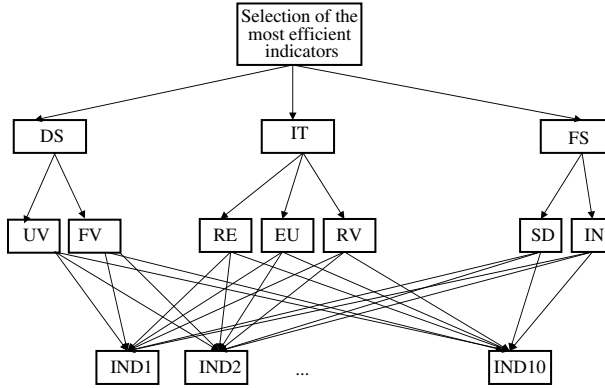 Selection of the
most efficient
indicators
DS
IT
FS
UV
FV
RE
EU
RV
SD
IN
IND1
IND2
...
IND10